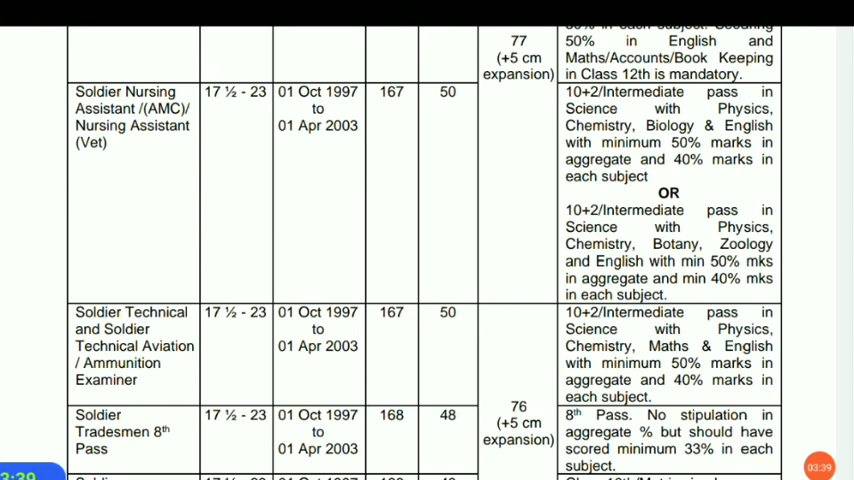 50% in each subject. Securing
77
(+5 cm
expansion)
50% in English and
Maths/Accounts/Book Keeping
in Class 12th is mandatory.
Soldier Nursing
Assistant /(AMC)/
Nursing Assistant
(Vet)
17 ½ - 23
01 Oct 1997
to
01 Apr 2003
167
50
10+2/Intermediate pass in
Science with Physics,
Chemistry, Biology & English
with minimum 50% marks in
aggregate and 40% marks in
each subject
OR
10+2/Intermediate pass in
Science with Physics,
Chemistry, Botany, Zoology
and English with min 50% mks
in aggregate and min 40% mks
in each subject.
Soldier Technical
and Soldier
Technical Aviation
/ Ammunition
Examiner
17 ½ - 23
01 Oct 1997
to
01 Apr 2003
167
50
10+2/Intermediate pass in
Science with Physics,
Chemistry, Maths & English
with minimum 50% marks in
aggregate and 40% marks in
each subject.
76
(+5 cm
expansion)
Soldier
Tradesmen 8th
Pass
17 ½ - 23
01 Oct 1997
to
01 Apr 2003
168
48
8th Pass. No stipulation in
aggregate % but should have
scored minimum 33% in each
subject.
3:39
03:39